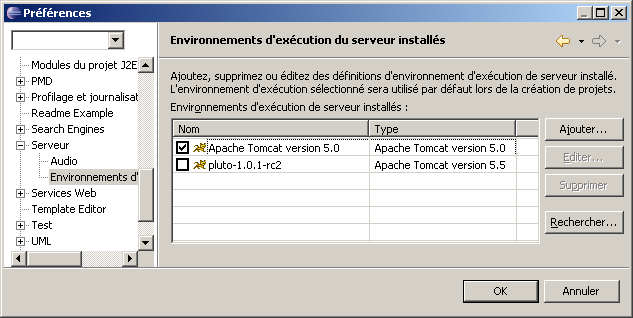 Préférences
Modules du projet J2E
PMD
Profilage et journalisat
Readme Example
Search Engines
Serveur
Audio
Environnements d'
Services Web
Template Editor
Test
UML
Environnements d'exécution du serveur installés
Ajoutez, supprimez ou éditez des définitions d'environnement d'exécution de serveur installé.
L'environnement d'exécution sélectionné sera utilisé par défaut lors de la création de projets.
Environnements d'exécution de serveur installés :
Nom Type
Apache Tomcat version 5.0 Apache Tomcat version 5.0
pluto-1.0.1-rc2 Apache Tomcat version 5.5
Ajouter...
Editer...
Supprimer
Rechercher...
OK Annuler